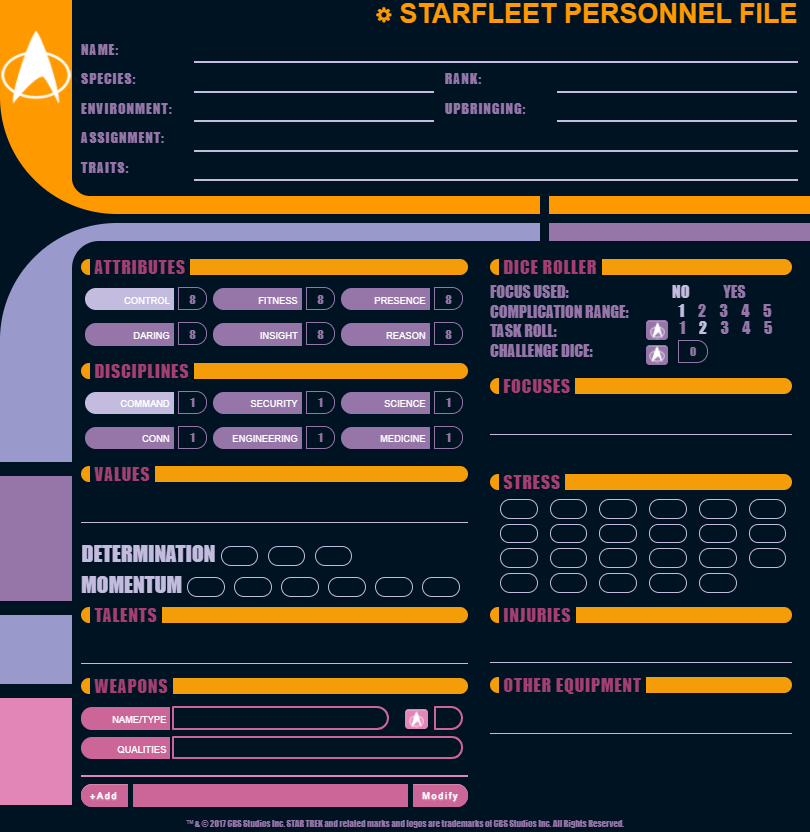 STARFLEET PERSONNEL FILE
NAME:
SPECIES: RANK:
ENVIRONMENT: UPBRINGING:
ASSIGNMENT:
TRAITS:
ATTRIBUTES
CONTROL 8 FITNESS 8 PRESENCE 8
DARING 8 INSIGHT 8 REASON 8
DISCIPLINES
COMMAND 1 SECURITY 1 SCIENCE 1
CONN 1 ENGINEERING 1 MEDICINE 1
VALUES
DETERMINATION
MOMENTUM
TALENTS
WEAPONS
NAME/TYPE
QUALITIES
+Add Modify
DICE ROLLER
FOCUS USED: NO YES
COMPLICATION RANGE: 1 2 3 4 5
TASK ROLL: 1 2 3 4 5
CHALLENGE DICE: 0
FOCUSES
STRESS
INJURIES
OTHER EQUIPMENT
™ & © 2017 CBS Studios Inc. STAR TREK and related marks and logos are trademarks of CBS Studios Inc. All Rights Reserved.